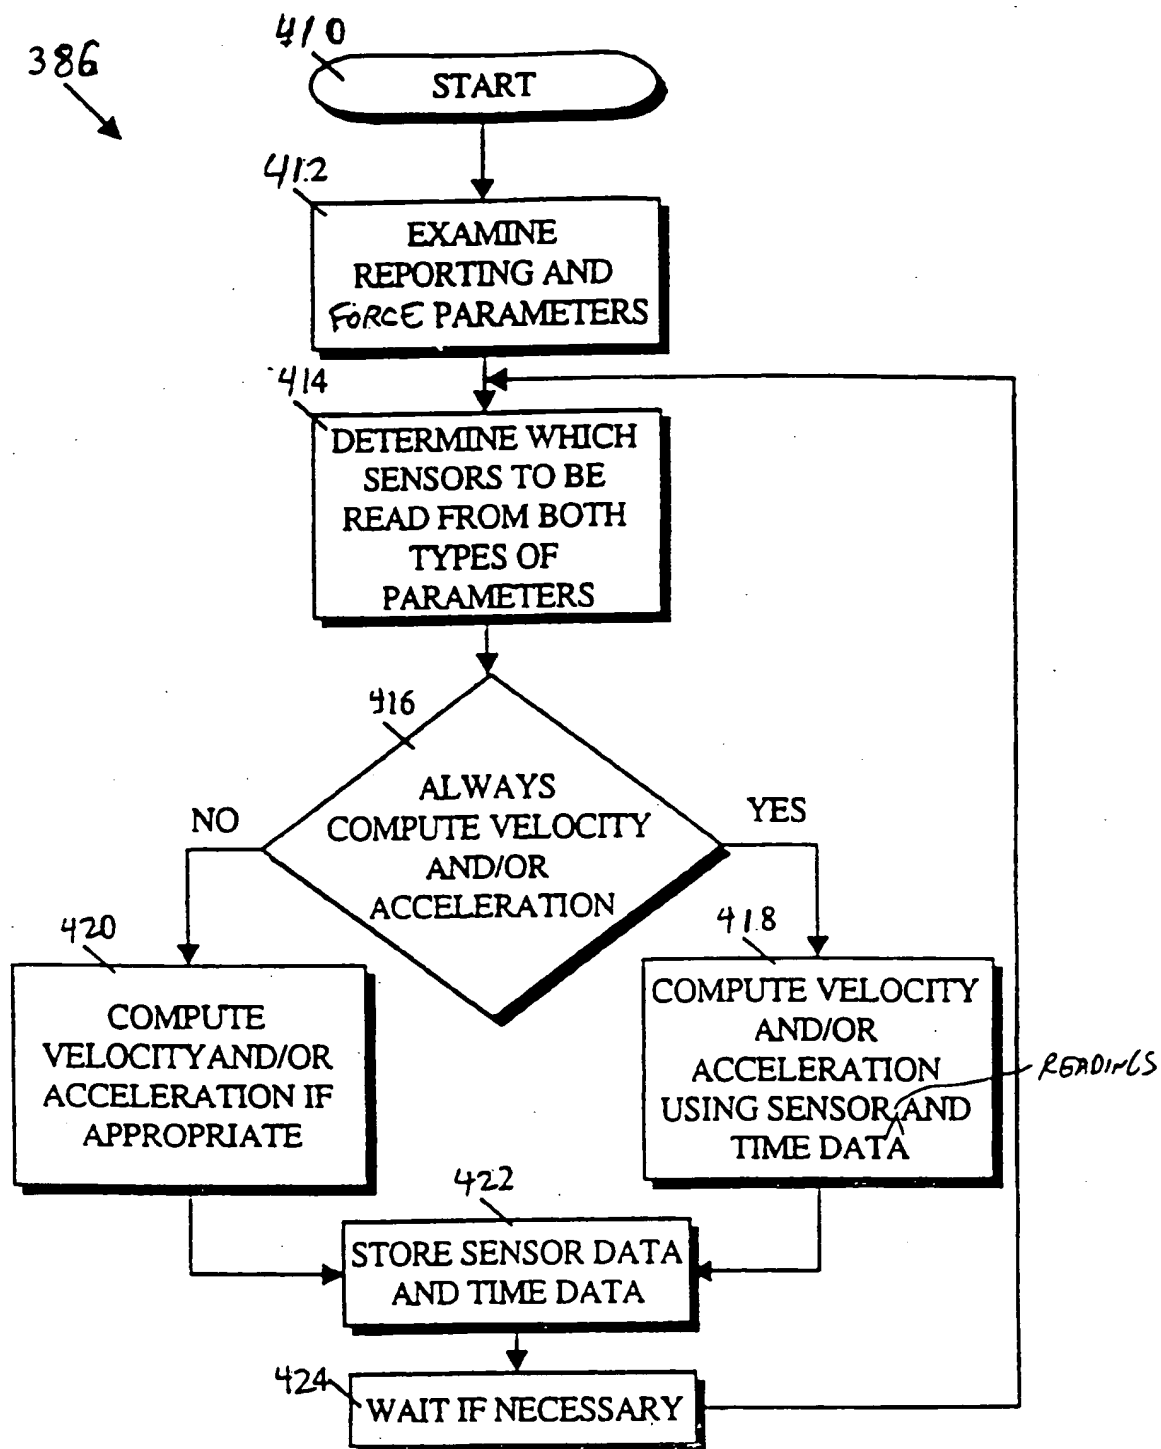 410
386
START
412
EXAMINE
REPORTING AND
FORCE PARAMETERS
414
DETERMINE WHICH
SENSORS TO BE
READ FROM BOTH
TYPES OF
PARAMETERS
416
ALWAYS
COMPUTE VELOCITY
AND/OR
ACCELERATION
NO
YES
420
COMPUTE
VELOCITY AND/OR
ACCELERATION IF
APPROPRIATE
418
COMPUTE VELOCITY
AND/OR
ACCELERATION
USING SENSOR AND
TIME DATA
READINGS
422
STORE SENSOR DATA
AND TIME DATA
424
WAIT IF NECESSARY